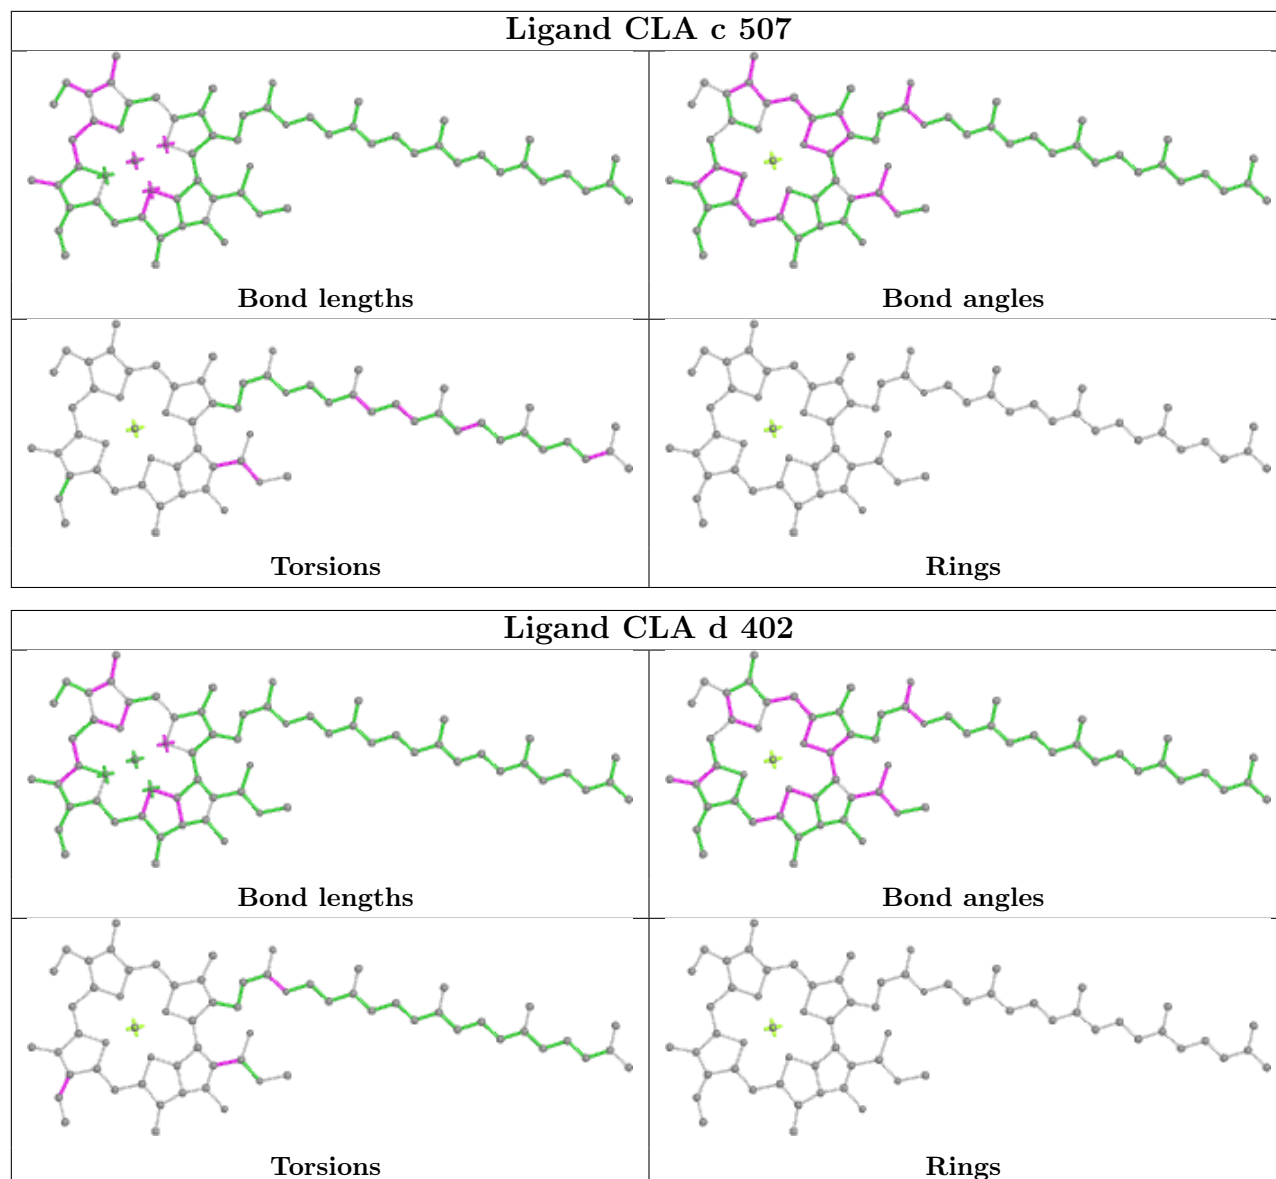 Ligand CLA c 507
Bond lengths
Bond angles
Torsions
Rings
Ligand CLA d 402
Bond lengths
Bond angles
Torsions
Rings